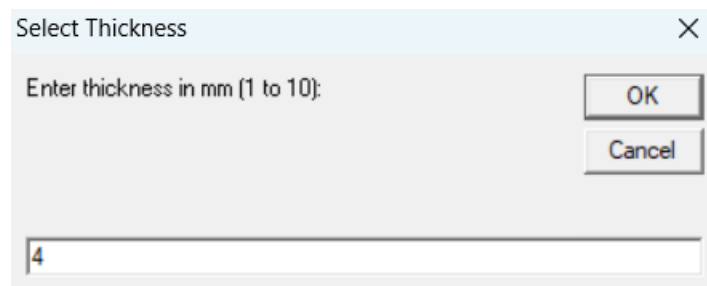 Select Thickness
Enter thickness in mm (1 to 10):
OK
Cancel
4